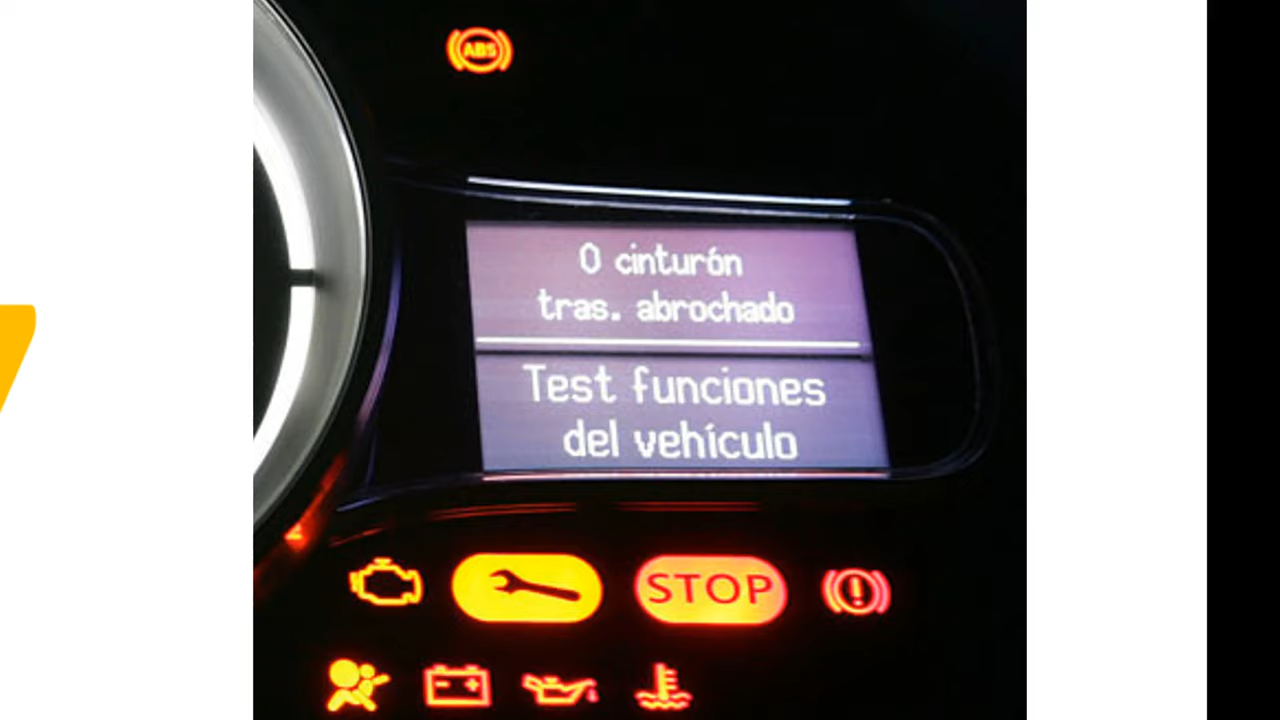 ABS
0 cinturón
tras. abrochado
Test funciones
del vehículo
STOP